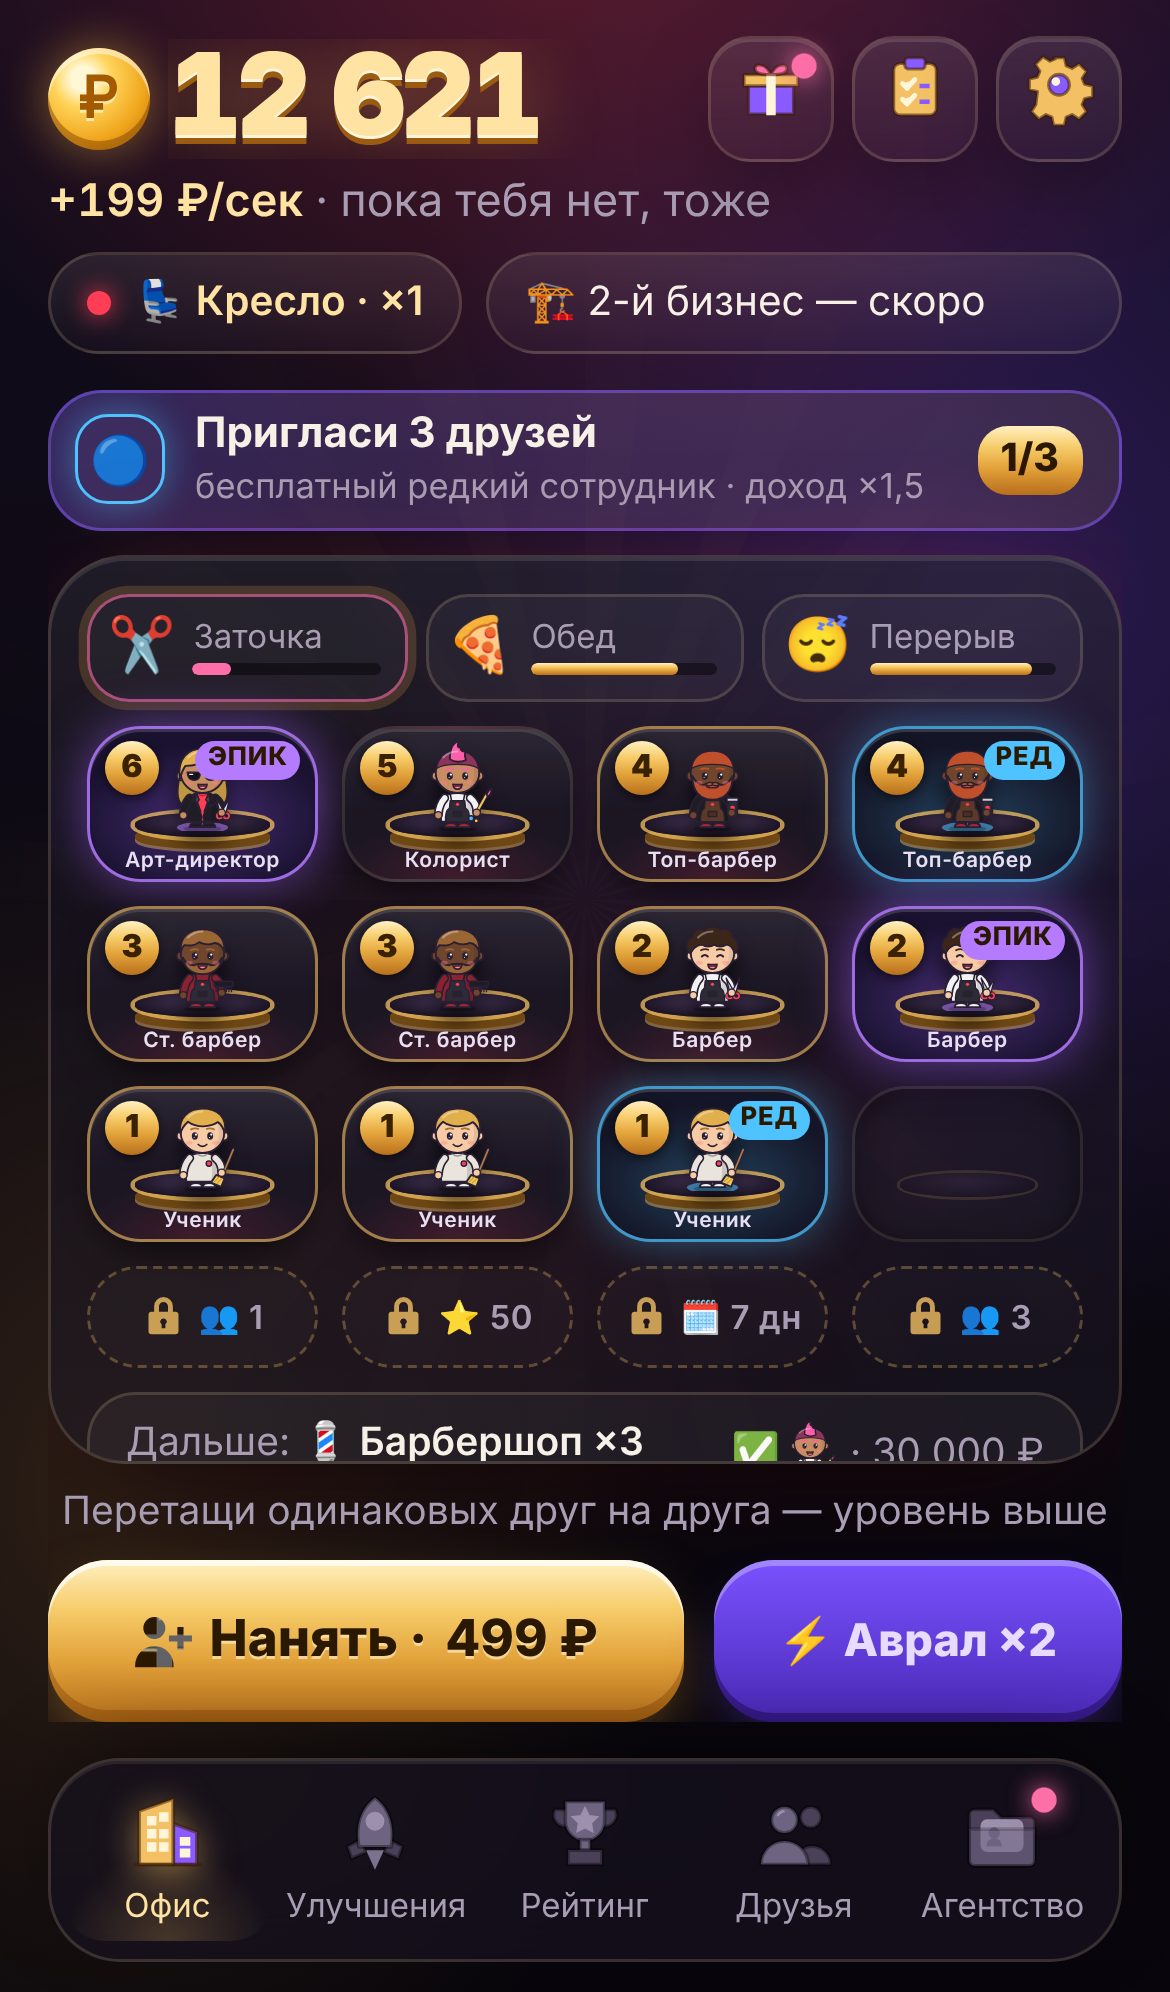 ₽ 12 621
+199 ₽/сек · пока тебя нет, тоже
Кресло · ×1
2-й бизнес — скоро
Пригласи 3 друзей
бесплатный редкий сотрудник · доход ×1,5
1/3
Заточка
Обед
Перерыв
6 ЭПИК
Арт-директор
5
Колорист
4
Топ-барбер
4 РЕД
Топ-барбер
3
Ст. барбер
3
Ст. барбер
2
Барбер
2 ЭПИК
Барбер
1
Ученик
1
Ученик
1 РЕД
Ученик
1
50
7 дн
3
Дальше: 💈 Барбершоп ×3
· 30 000 ₽
Перетащи одинаковых друг на друга — уровень выше
Нанять · 499 ₽
⚡ Аврал ×2
Офис
Улучшения
Рейтинг
Друзья
Агентство